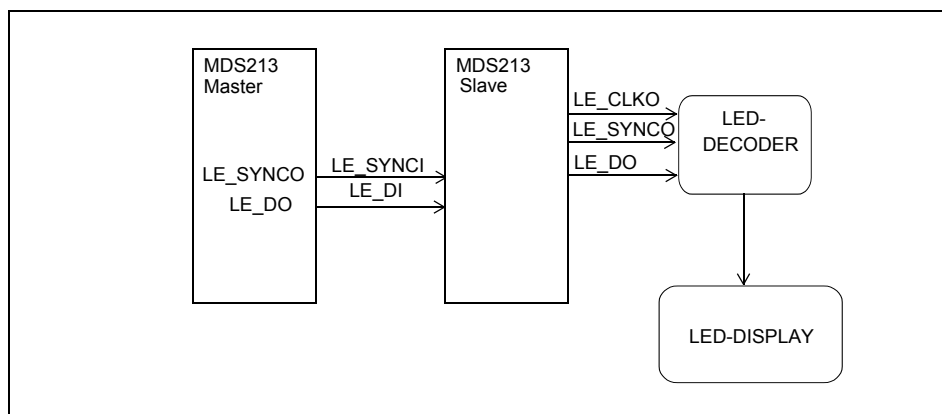 MDS213
Master
LE_SYNCO
LE_DO
LE_SYNCI
LE_DI
MDS213
Slave
LE_CLKO
LE_SYNCO
LE_DO
LED-
DECODER
LED-DISPLAY